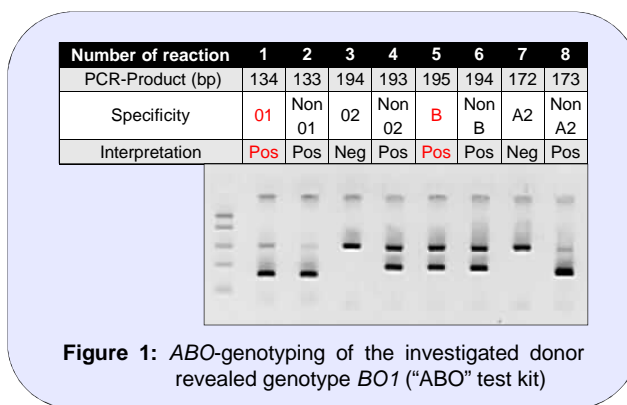 Number of reaction 1 2 3 4 5 6 7 8
PCR-Product (bp) 134 133 194 193 195 194 172 173
Specificity 01 Non 01 02 Non 02 B Non B A2 Non A2
Interpretation Pos Pos Neg Pos Pos Pos Neg Pos
Figure 1: ABO-genotyping of the investigated donor
revealed genotype BO1 (“ABO” test kit)